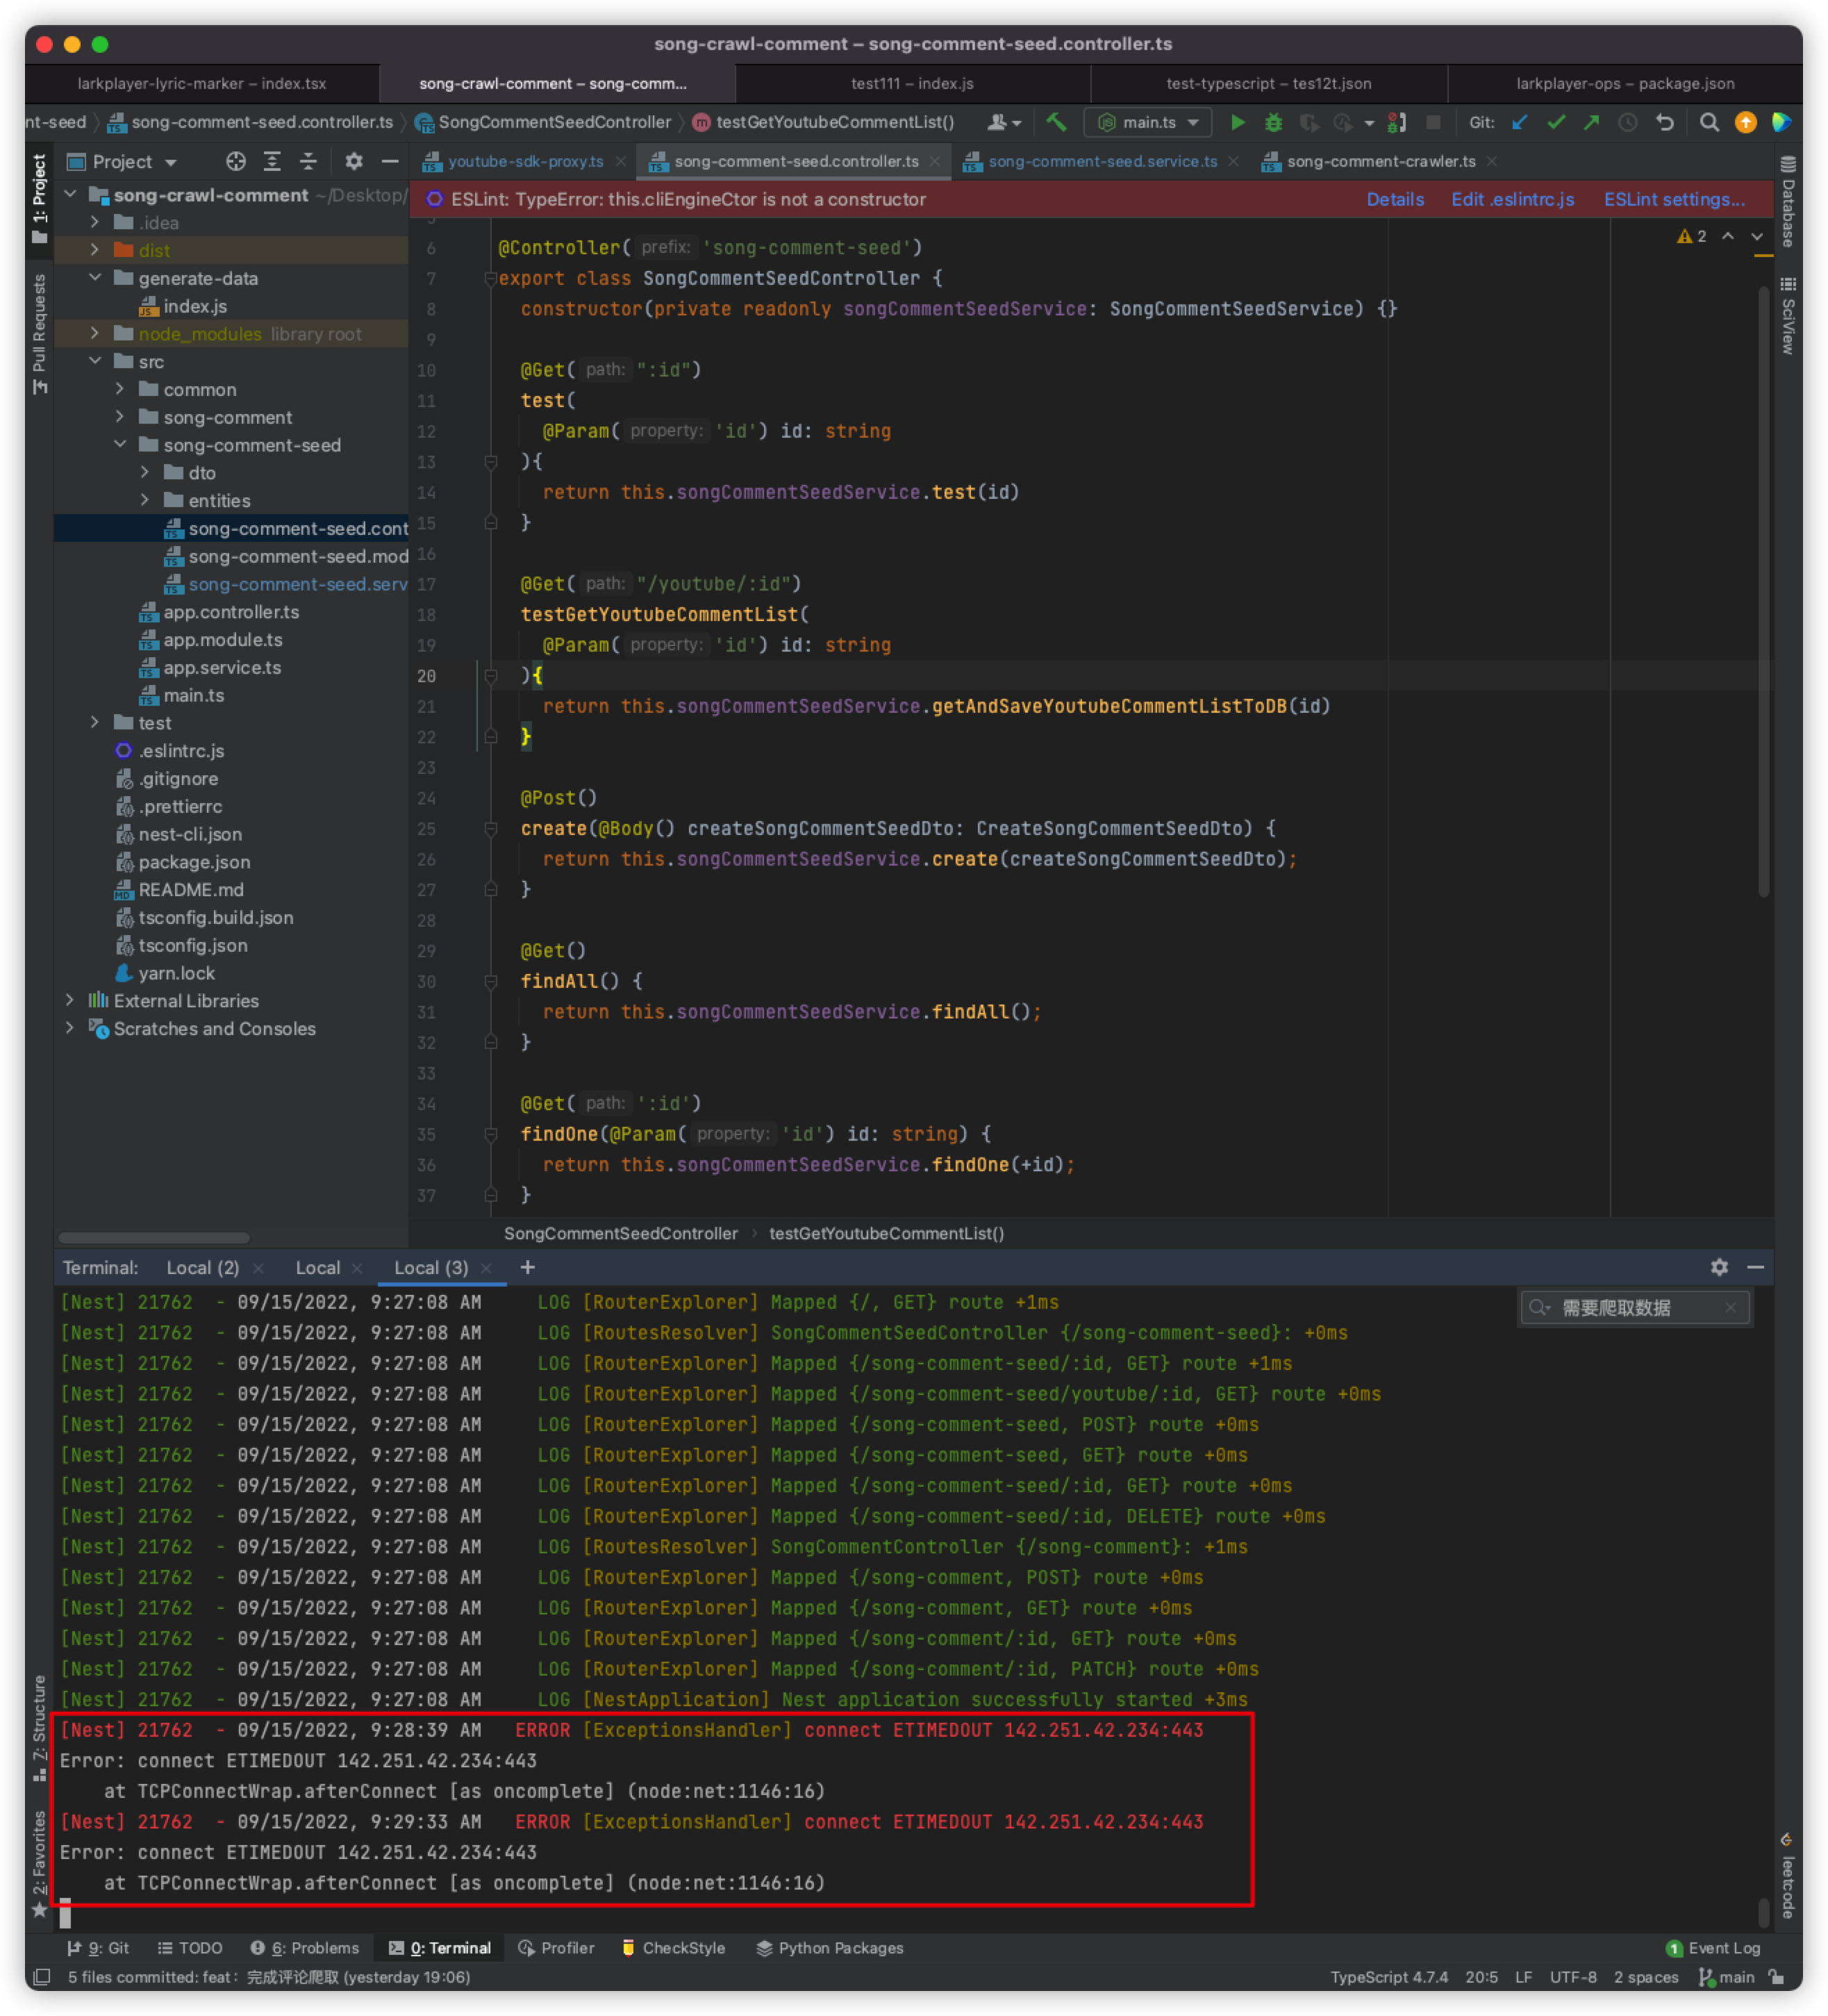 song-crawl-comment – song-comment-seed.controller.ts
larkplayer-lyric-marker – index.tsx
song-crawl-comment – song-comm...
test111 – index.js
test-typescript – tes12t.json
larkplayer-ops – package.json
nt-seed
song-comment-seed.controller.ts
SongCommentSeedController
testGetYoutubeCommentList()
main.ts
Git:
1: Project
Pull Requests
Project
song-crawl-comment ~/Desktop/
.idea
dist
generate-data
index.js
node_modules library root
src
common
song-comment
song-comment-seed
dto
entities
song-comment-seed.cont
song-comment-seed.mod
song-comment-seed.serv
app.controller.ts
app.module.ts
app.service.ts
main.ts
test
.eslintrc.js
.gitignore
.prettierrc
nest-cli.json
package.json
README.md
tsconfig.build.json
tsconfig.json
yarn.lock
External Libraries
Scratches and Consoles
youtube-sdk-proxy.ts
song-comment-seed.controller.ts
song-comment-seed.service.ts
song-comment-crawler.ts
ESLint: TypeError: this.cliEngineCtor is not a constructor
Details
Edit .eslintrc.js
ESLint settings...
2
6 @Controller( prefix: 'song-comment-seed')
7 export class SongCommentSeedController {
8 constructor(private readonly songCommentSeedService: SongCommentSeedService) {}
9
10 @Get( path: ":id")
11 test(
12 @Param( property: 'id') id: string
13 ){
14 return this.songCommentSeedService.test(id)
15 }
16
17 @Get( path: "/youtube/:id")
18 testGetYoutubeCommentList(
19 @Param( property: 'id') id: string
20 ){
21 return this.songCommentSeedService.getAndSaveYoutubeCommentListToDB(id)
22 }
23
24 @Post()
25 create(@Body() createSongCommentSeedDto: CreateSongCommentSeedDto) {
26 return this.songCommentSeedService.create(createSongCommentSeedDto);
27 }
28
29 @Get()
30 findAll() {
31 return this.songCommentSeedService.findAll();
32 }
33
34 @Get( path: ':id')
35 findOne(@Param( property: 'id') id: string) {
36 return this.songCommentSeedService.findOne(+id);
37 }
SongCommentSeedController
testGetYoutubeCommentList()
Database
SciView
Terminal:
Local (2)
Local
Local (3)
需要爬取数据
[Nest] 21762 - 09/15/2022, 9:27:08 AM LOG [RouterExplorer] Mapped {/, GET} route +1ms
[Nest] 21762 - 09/15/2022, 9:27:08 AM LOG [RoutesResolver] SongCommentSeedController {/song-comment-seed}: +0ms
[Nest] 21762 - 09/15/2022, 9:27:08 AM LOG [RouterExplorer] Mapped {/song-comment-seed/:id, GET} route +1ms
[Nest] 21762 - 09/15/2022, 9:27:08 AM LOG [RouterExplorer] Mapped {/song-comment-seed/youtube/:id, GET} route +0ms
[Nest] 21762 - 09/15/2022, 9:27:08 AM LOG [RouterExplorer] Mapped {/song-comment-seed, POST} route +0ms
[Nest] 21762 - 09/15/2022, 9:27:08 AM LOG [RouterExplorer] Mapped {/song-comment-seed, GET} route +0ms
[Nest] 21762 - 09/15/2022, 9:27:08 AM LOG [RouterExplorer] Mapped {/song-comment-seed/:id, GET} route +0ms
[Nest] 21762 - 09/15/2022, 9:27:08 AM LOG [RouterExplorer] Mapped {/song-comment-seed/:id, DELETE} route +0ms
[Nest] 21762 - 09/15/2022, 9:27:08 AM LOG [RoutesResolver] SongCommentController {/song-comment}: +1ms
[Nest] 21762 - 09/15/2022, 9:27:08 AM LOG [RouterExplorer] Mapped {/song-comment, POST} route +0ms
[Nest] 21762 - 09/15/2022, 9:27:08 AM LOG [RouterExplorer] Mapped {/song-comment, GET} route +0ms
[Nest] 21762 - 09/15/2022, 9:27:08 AM LOG [RouterExplorer] Mapped {/song-comment/:id, GET} route +0ms
[Nest] 21762 - 09/15/2022, 9:27:08 AM LOG [RouterExplorer] Mapped {/song-comment/:id, PATCH} route +0ms
[Nest] 21762 - 09/15/2022, 9:27:08 AM LOG [NestApplication] Nest application successfully started +3ms
[Nest] 21762 - 09/15/2022, 9:28:39 AM ERROR [ExceptionsHandler] connect ETIMEDOUT 142.251.42.234:443
Error: connect ETIMEDOUT 142.251.42.234:443
at TCPConnectWrap.afterConnect [as oncomplete] (node:net:1146:16)
[Nest] 21762 - 09/15/2022, 9:29:33 AM ERROR [ExceptionsHandler] connect ETIMEDOUT 142.251.42.234:443
Error: connect ETIMEDOUT 142.251.42.234:443
at TCPConnectWrap.afterConnect [as oncomplete] (node:net:1146:16)
7: Structure
2: Favorites
leetcode
9: Git
TODO
6: Problems
0: Terminal
Profiler
CheckStyle
Python Packages
1 Event Log
5 files committed: feat: 完成评论爬取 (yesterday 19:06)
TypeScript 4.7.4
20:5
LF
UTF-8
2 spaces
main